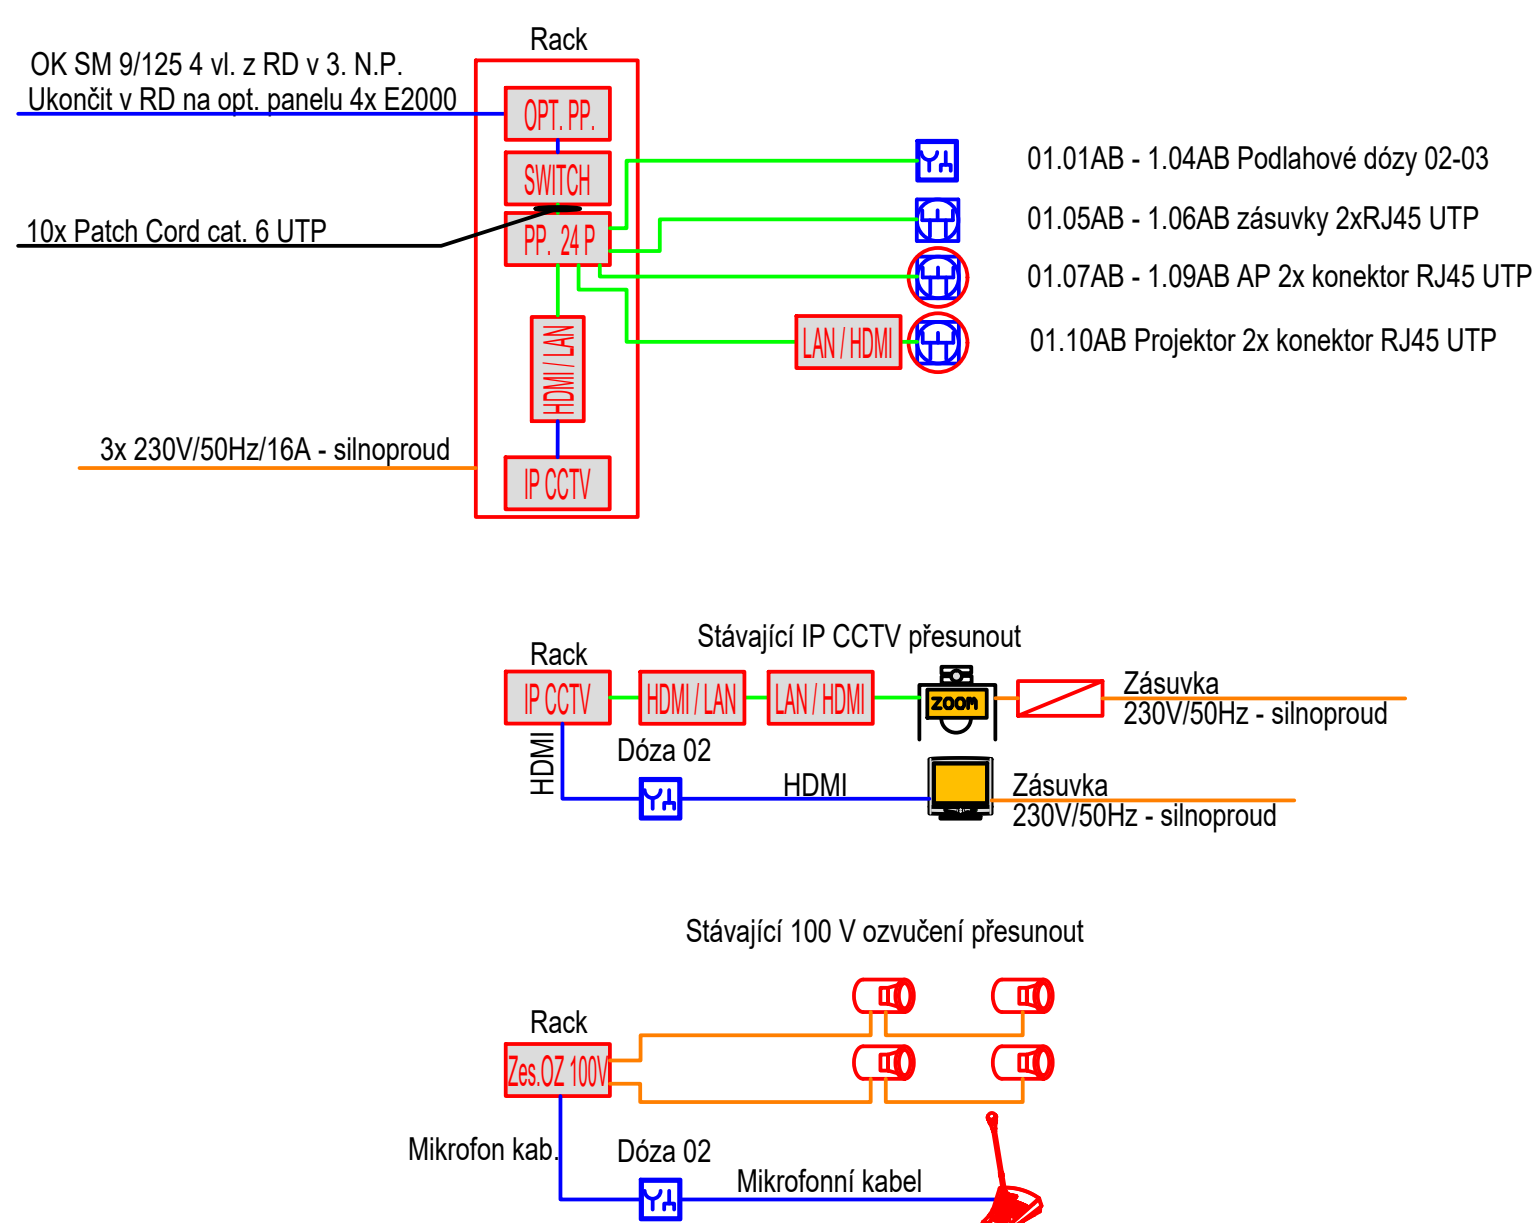 Rack
OK SM 9/125 4 vl. z RD v 3. N.P.
Ukončit v RD na opt. panelu 4x E2000
OPT. PP.
SWITCH
10x Patch Cord cat. 6 UTP
PP. 24 P
01.01AB - 1.04AB Podlahové dózy 02-03
01.05AB - 1.06AB zásuvky 2xRJ45 UTP
01.07AB - 1.09AB AP 2x konektor RJ45 UTP
LAN / HDMI
01.10AB Projektor 2x konektor RJ45 UTP
HDMI / LAN
3x 230V/50Hz/16A - silnoproud
IP CCTV
Stávající IP CCTV přesunout
Rack
IP CCTV
HDMI / LAN
LAN / HDMI
ZOOM
Zásuvka
230V/50Hz - silnoproud
HDMI
Dóza 02
HDMI
Zásuvka
230V/50Hz - silnoproud
Stávající 100 V ozvučení přesunout
Rack
Zes.OZ 100V
Mikrofon kab.
Dóza 02
Mikrofonní kabel